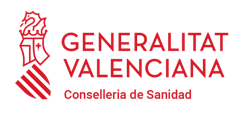 GENERALITAT
VALENCIANA
Conselleria de Sanidad